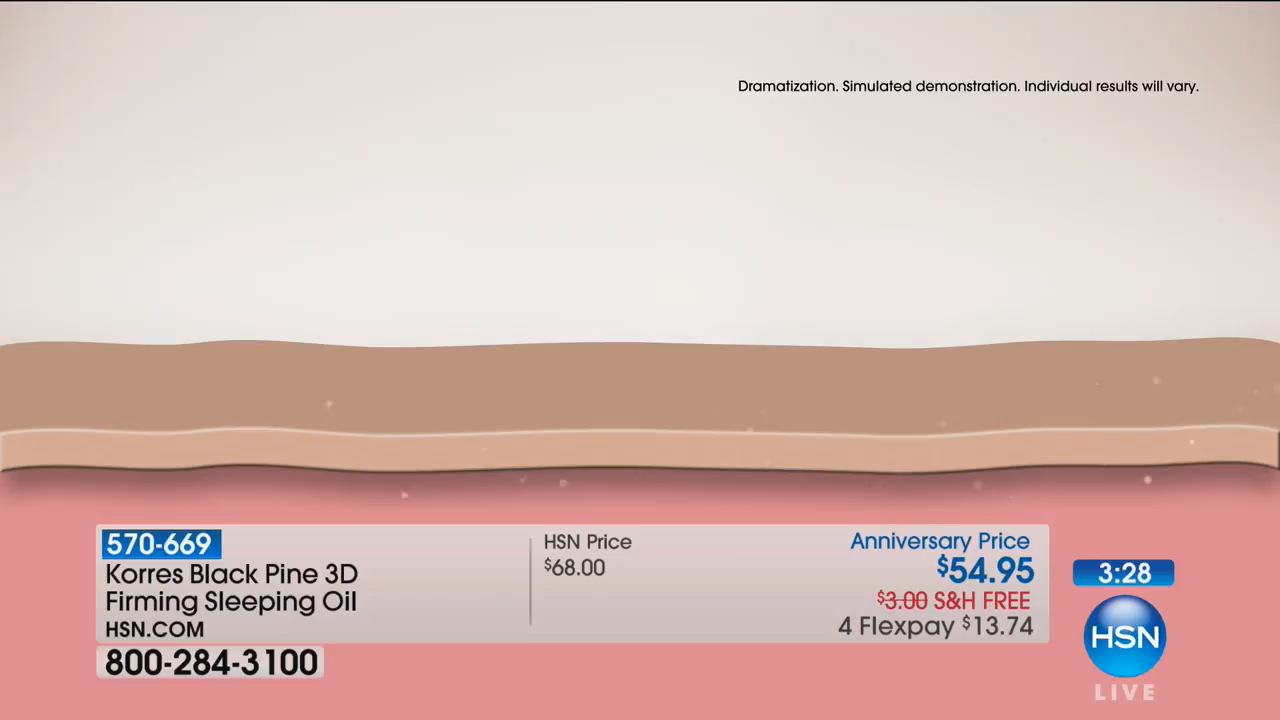 Dramatization. Simulated demonstration. Individual results will vary.
570-669
Korres Black Pine 3D
Firming Sleeping Oil
HSN.COM
800-284-3100
HSN Price
$68.00
Anniversary Price
$54.95
$3.00 S&H FREE
4 Flexpay $13.74
3:28
HSN
LIVE